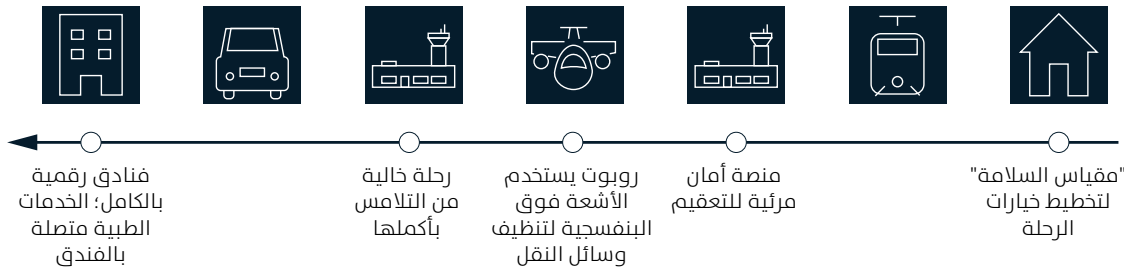 "مقياس السلامة"
لتخطيط خيارات
الرحلة
منصة أمان
مرئية للتعقيم
روبوت يستخدم
الأشعة فوق
البنفسجية لتنظيف
وسائل النقل
رحلة خالية
من التلامس
بأكملها
فنادق رقمية
بالكامل؛ الخدمات
الطبية متصلة
بالفندق